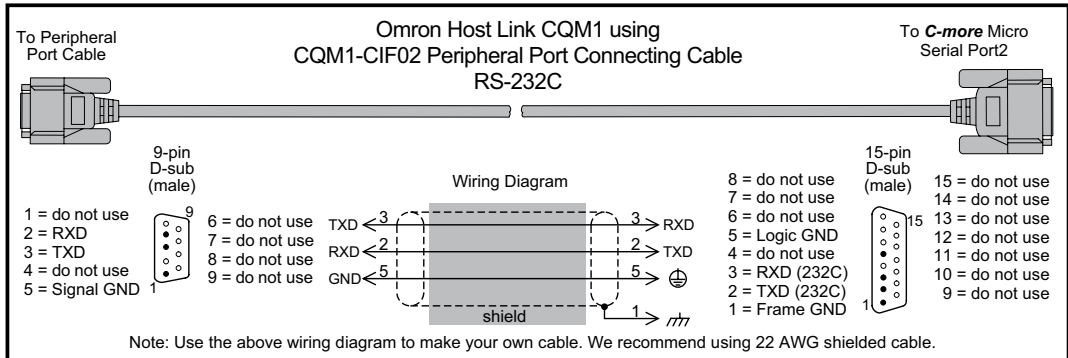 Omron Host Link CQM1 using
CQM1-CIF02 Peripheral Port Connecting Cable
RS-232C
To Peripheral
Port Cable
To C-more Micro
Serial Port2
9-pin
D-sub
(male)
1 = do not use
2 = RXD
3 = TXD
4 = do not use
5 = Signal GND
9
1
6 = do not use
7 = do not use
8 = do not use
9 = do not use
Wiring Diagram
TXD 3 3 RXD
RXD 2 2 TXD
GND 5 5
shield 1
8 = do not use
7 = do not use
6 = do not use
5 = Logic GND
4 = do not use
3 = RXD (232C)
2 = TXD (232C)
1 = Frame GND
15-pin
D-sub
(male)
15
1
15 = do not use
14 = do not use
13 = do not use
12 = do not use
11 = do not use
10 = do not use
9 = do not use
Note: Use the above wiring diagram to make your own cable. We recommend using 22 AWG shielded cable.